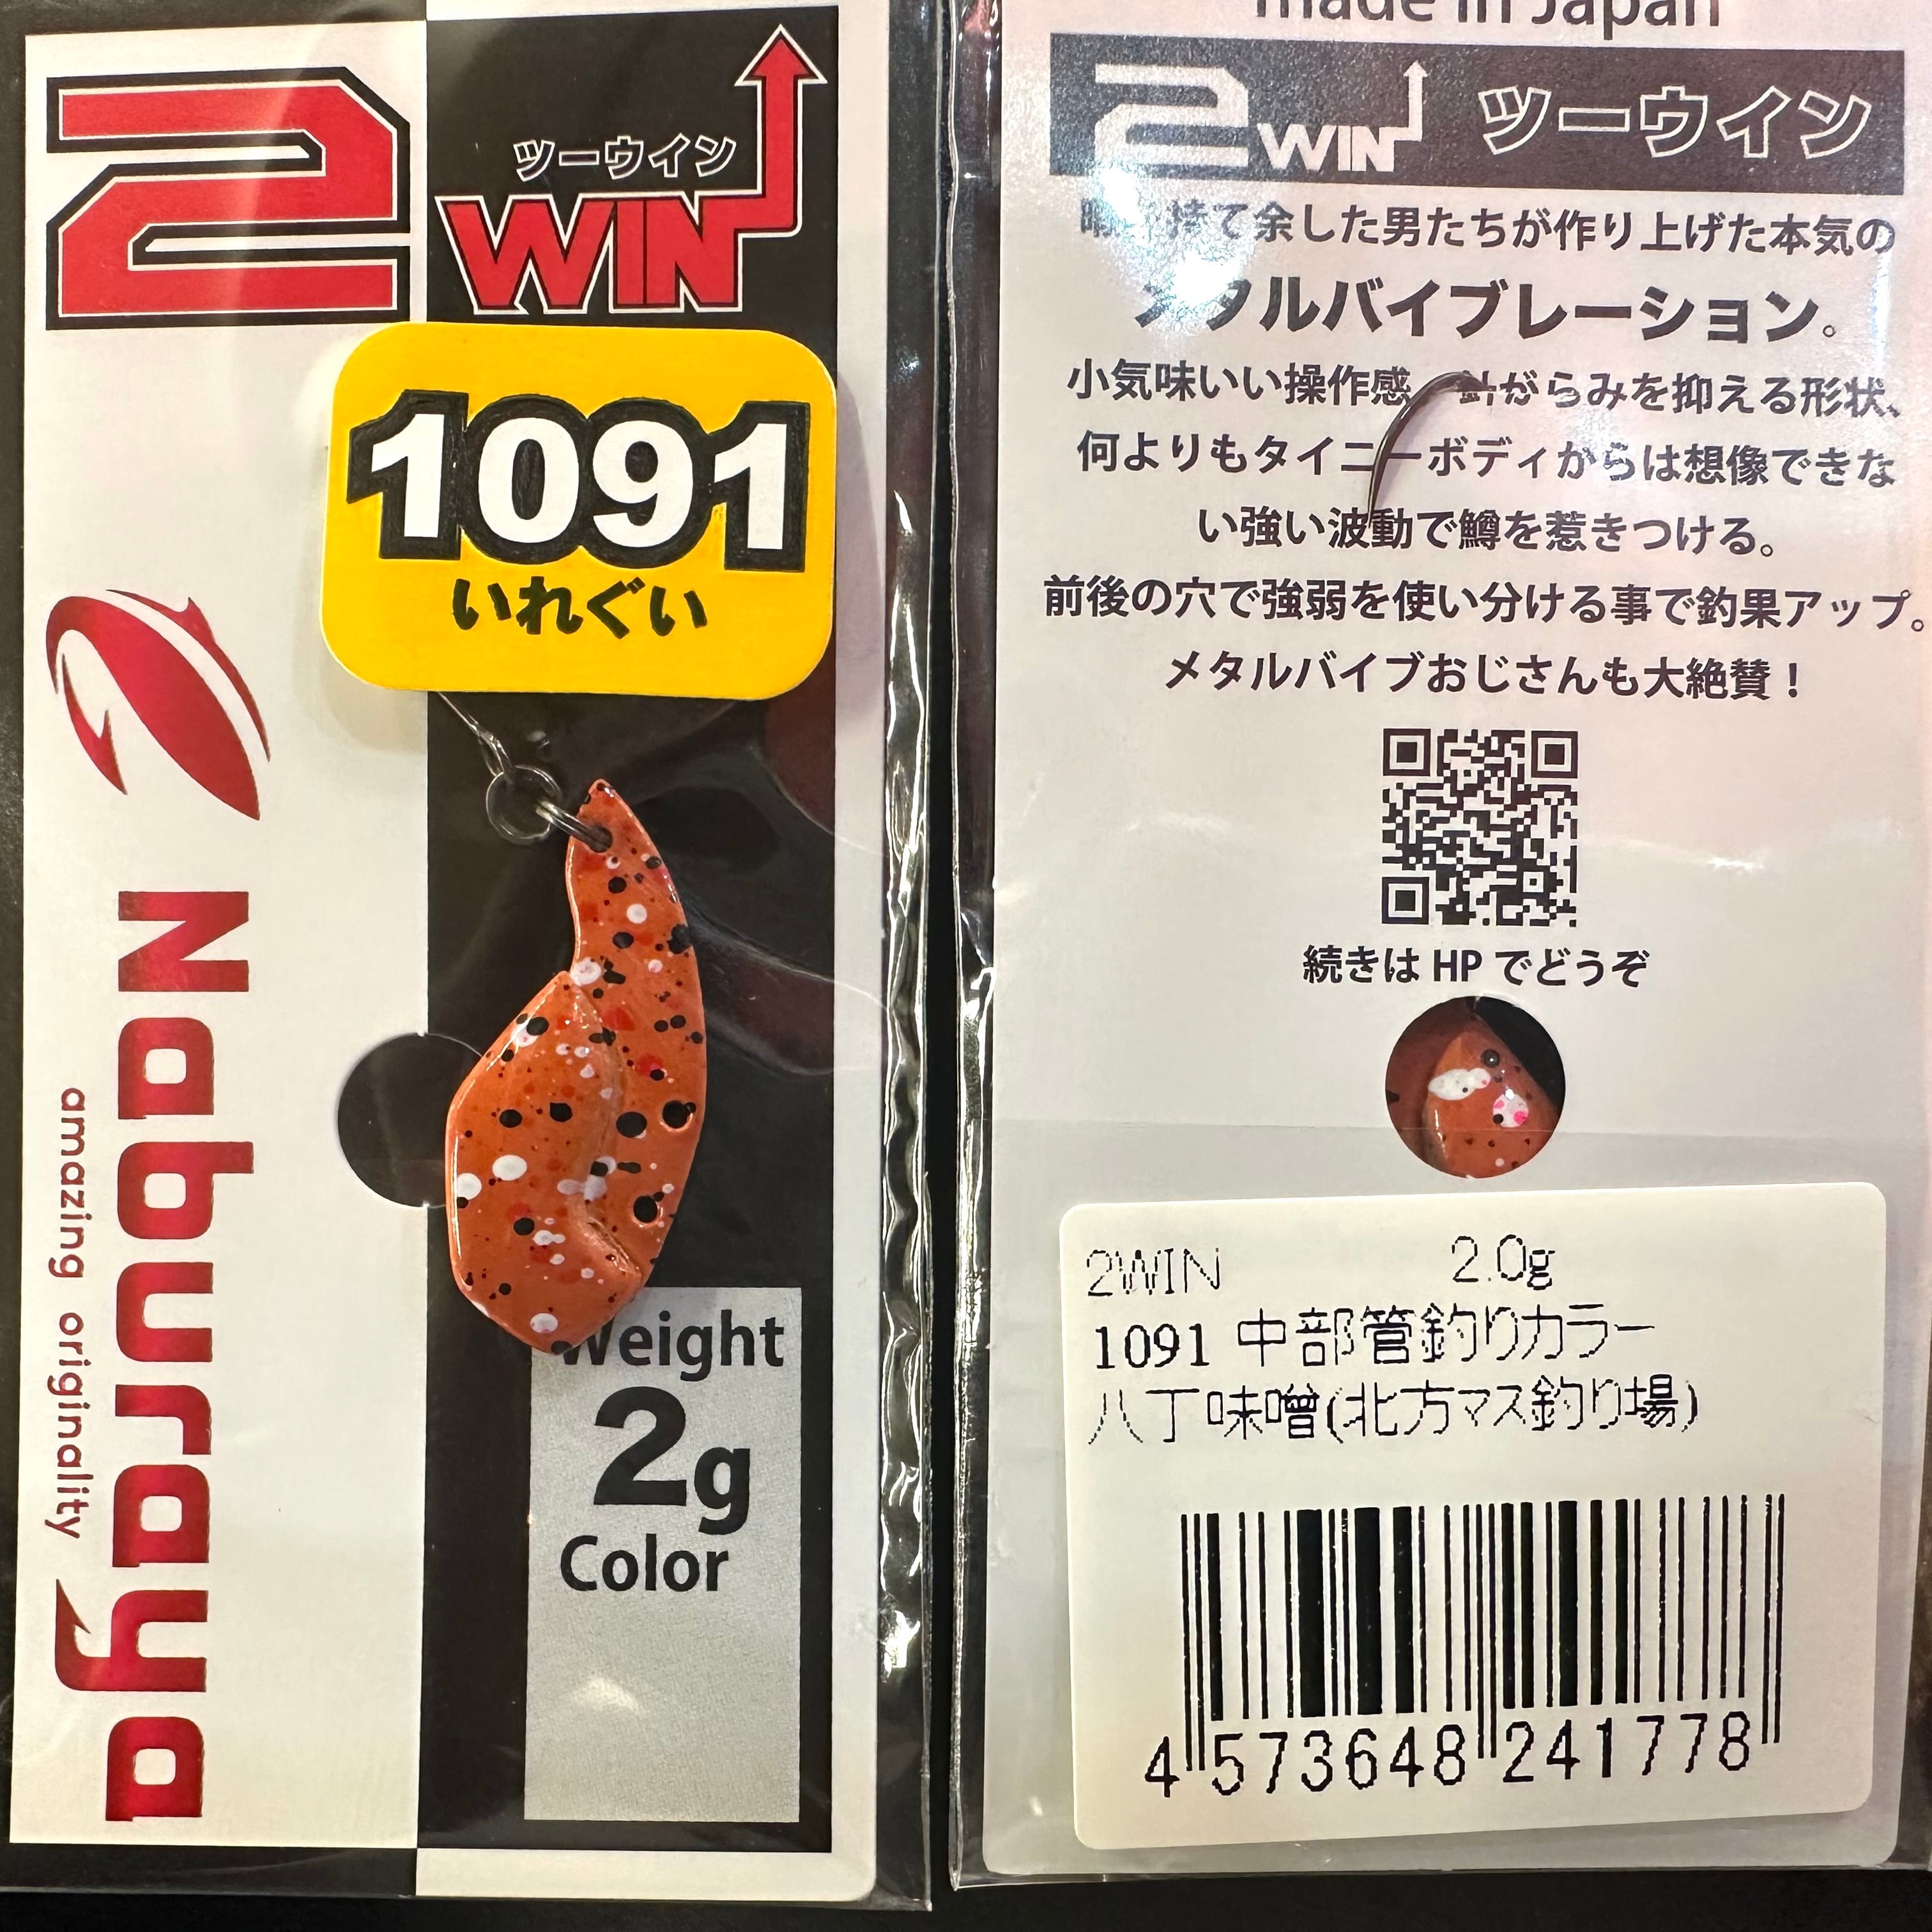 2
ツーウイン
WIN
1091
いれぐい
Naburaya
amazing originality
Weight
2g
Color
made in Japan
2WIN ツーウイン
持て余した男たちが作り上げた本気の
メタルバイブレーション。
小気味いい操作感 針がらみを抑える形状、
何よりもタイニーボディからは想像できな
い強い波動で鱒を惹きつける。
前後の穴で強弱を使い分ける事で釣果アップ。
メタルバイブおじさんも大絶賛！
続きは HP でどうぞ
2WIN 2.0g
1091 中部管釣りカラー
八丁味噌(北方マス釣り場)
4 573648 241778